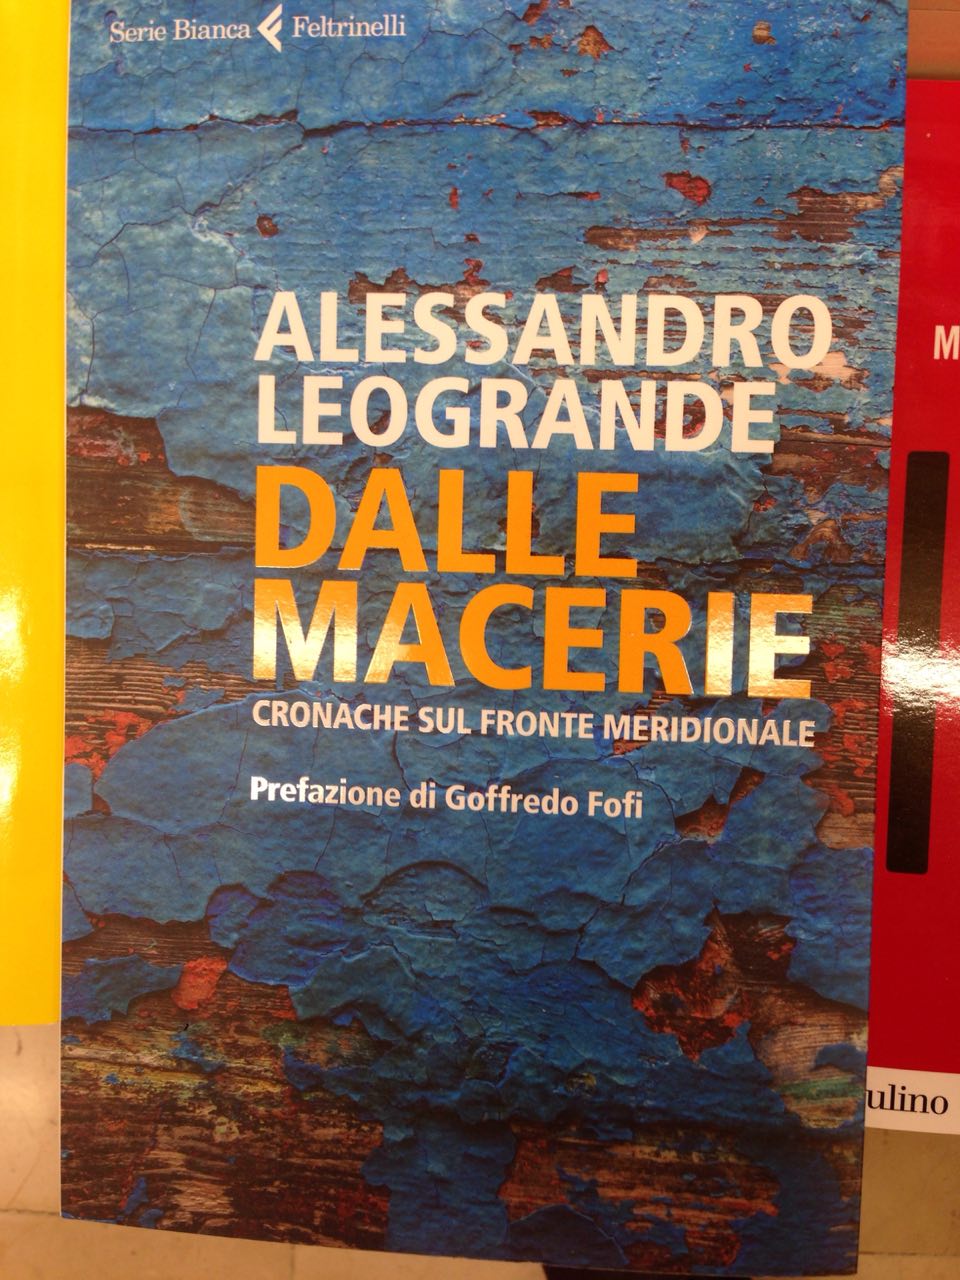 Serie Bianca Feltrinelli
ALESSANDRO
LEOGRANDE
DALLE
MACERIE
CRONACHE SUL FRONTE MERIDIONALE
Prefazione di Goffredo Fofi
M
ulino